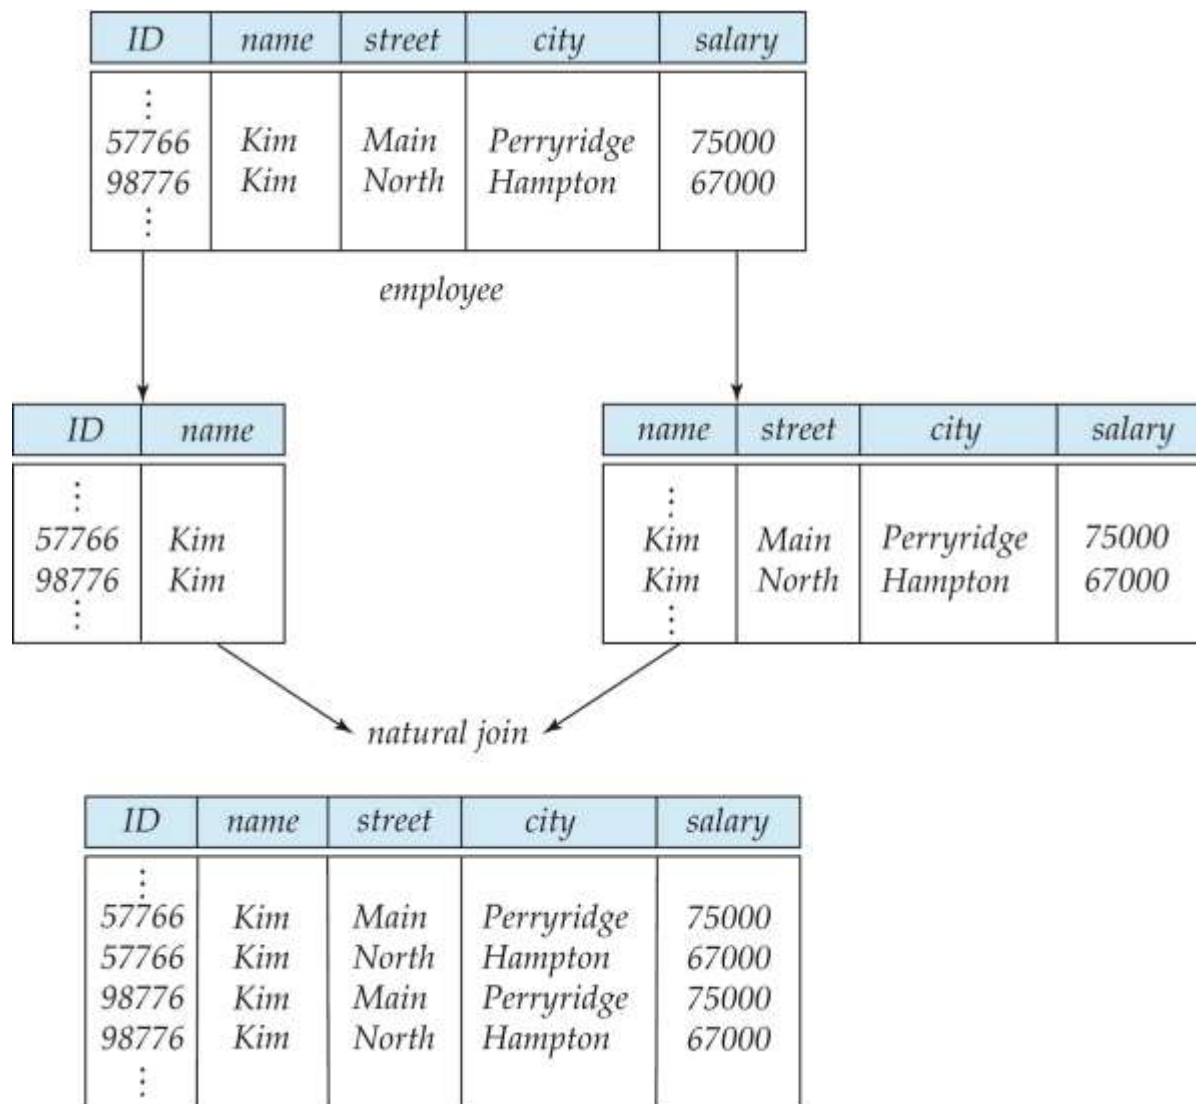 ID name street city salary
⋮
57766 Kim Main Perryridge 75000
98776 Kim North Hampton 67000
⋮
employee
ID name
⋮
57766 Kim
98776 Kim
⋮
name street city salary
⋮
Kim Main Perryridge 75000
Kim North Hampton 67000
⋮
natural join
ID name street city salary
⋮
57766 Kim Main Perryridge 75000
57766 Kim North Hampton 67000
98776 Kim Main Perryridge 75000
98776 Kim North Hampton 67000
⋮